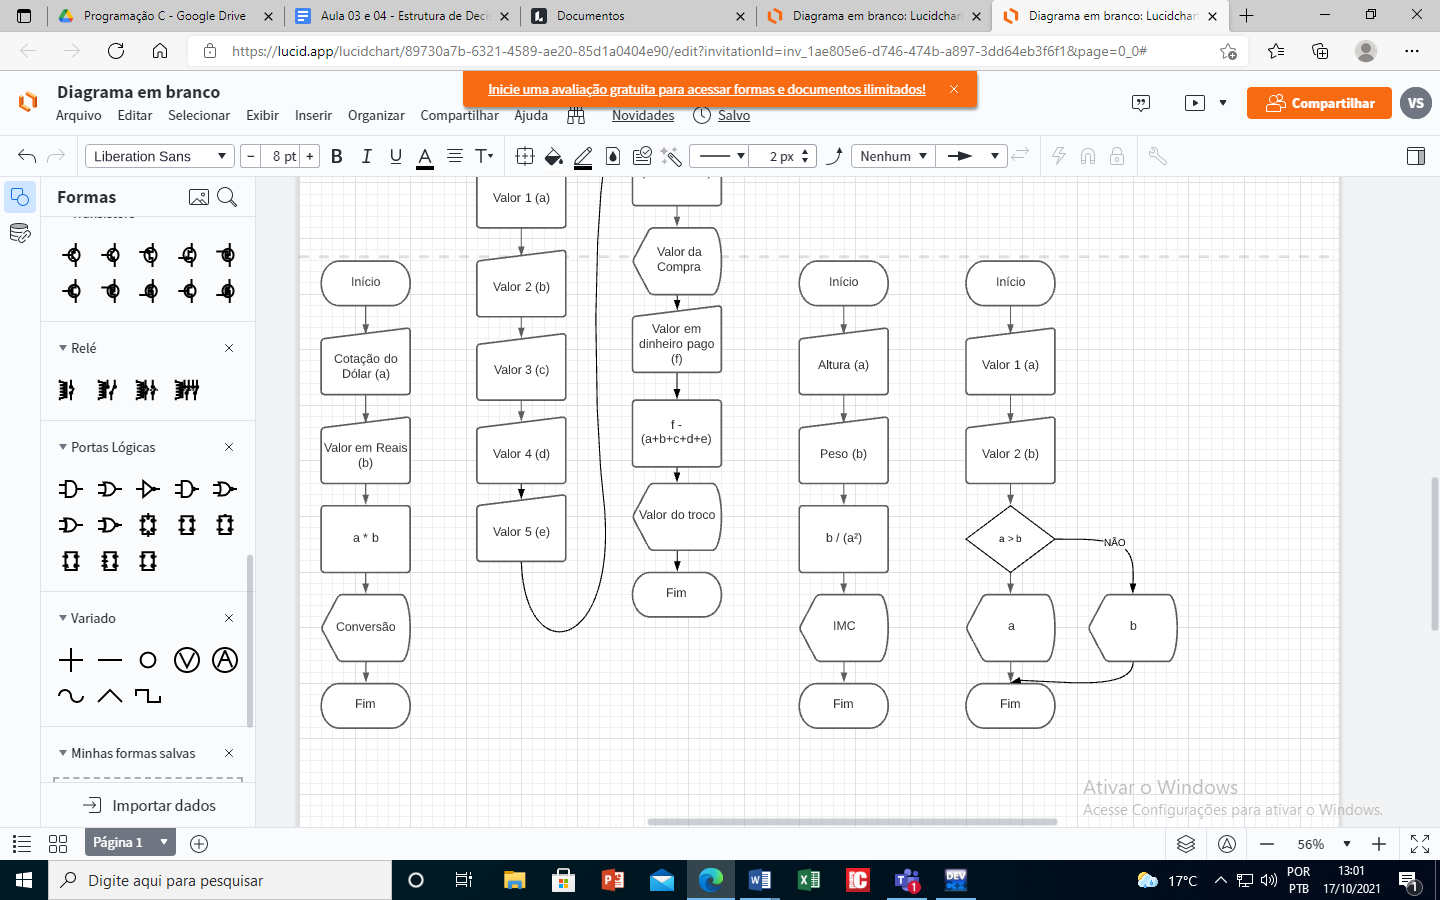 Programação C - Google Drive
Aula 03 e 04 - Estrutura de Deci
Documentos
Diagrama em branco: Lucidchart
Diagrama em branco: Lucidchart
https://lucid.app/lucidchart/89730a7b-6321-4589-ae20-85d1a0404e90/edit?invitationId=inv_1ae805e6-d746-474b-a897-3dd64eb3f6f1&page=0_0#
Inicie uma avaliação gratuita para acessar formas e documentos ilimitados!
Diagrama em branco
Arquivo Editar Selecionar Exibir Inserir Organizar Compartilhar Ajuda Novidades Salvo
Compartilhar
VS
Liberation Sans
8 pt
B I U A T
2 px
Nenhum
Formas
Relé
Portas Lógicas
Variado
Minhas formas salvas
Importar dados
Início
Cotação do
Dólar (a)
Valor em Reais
(b)
a * b
Conversão
Fim
Valor 1 (a)
Valor 2 (b)
Valor 3 (c)
Valor 4 (d)
Valor 5 (e)
Valor da
Compra
Valor em
dinheiro pago
(f)
f -
(a+b+c+d+e)
Valor do troco
Fim
Início
Altura (a)
Peso (b)
b / (a²)
IMC
Fim
Início
Valor 1 (a)
Valor 2 (b)
a > b
NÃO
a
b
Fim
Ativar o Windows
Acesse Configurações para ativar o Windows.
Página 1
56%
Digite aqui para pesquisar
17°C
POR
PTB
13:01
17/10/2021